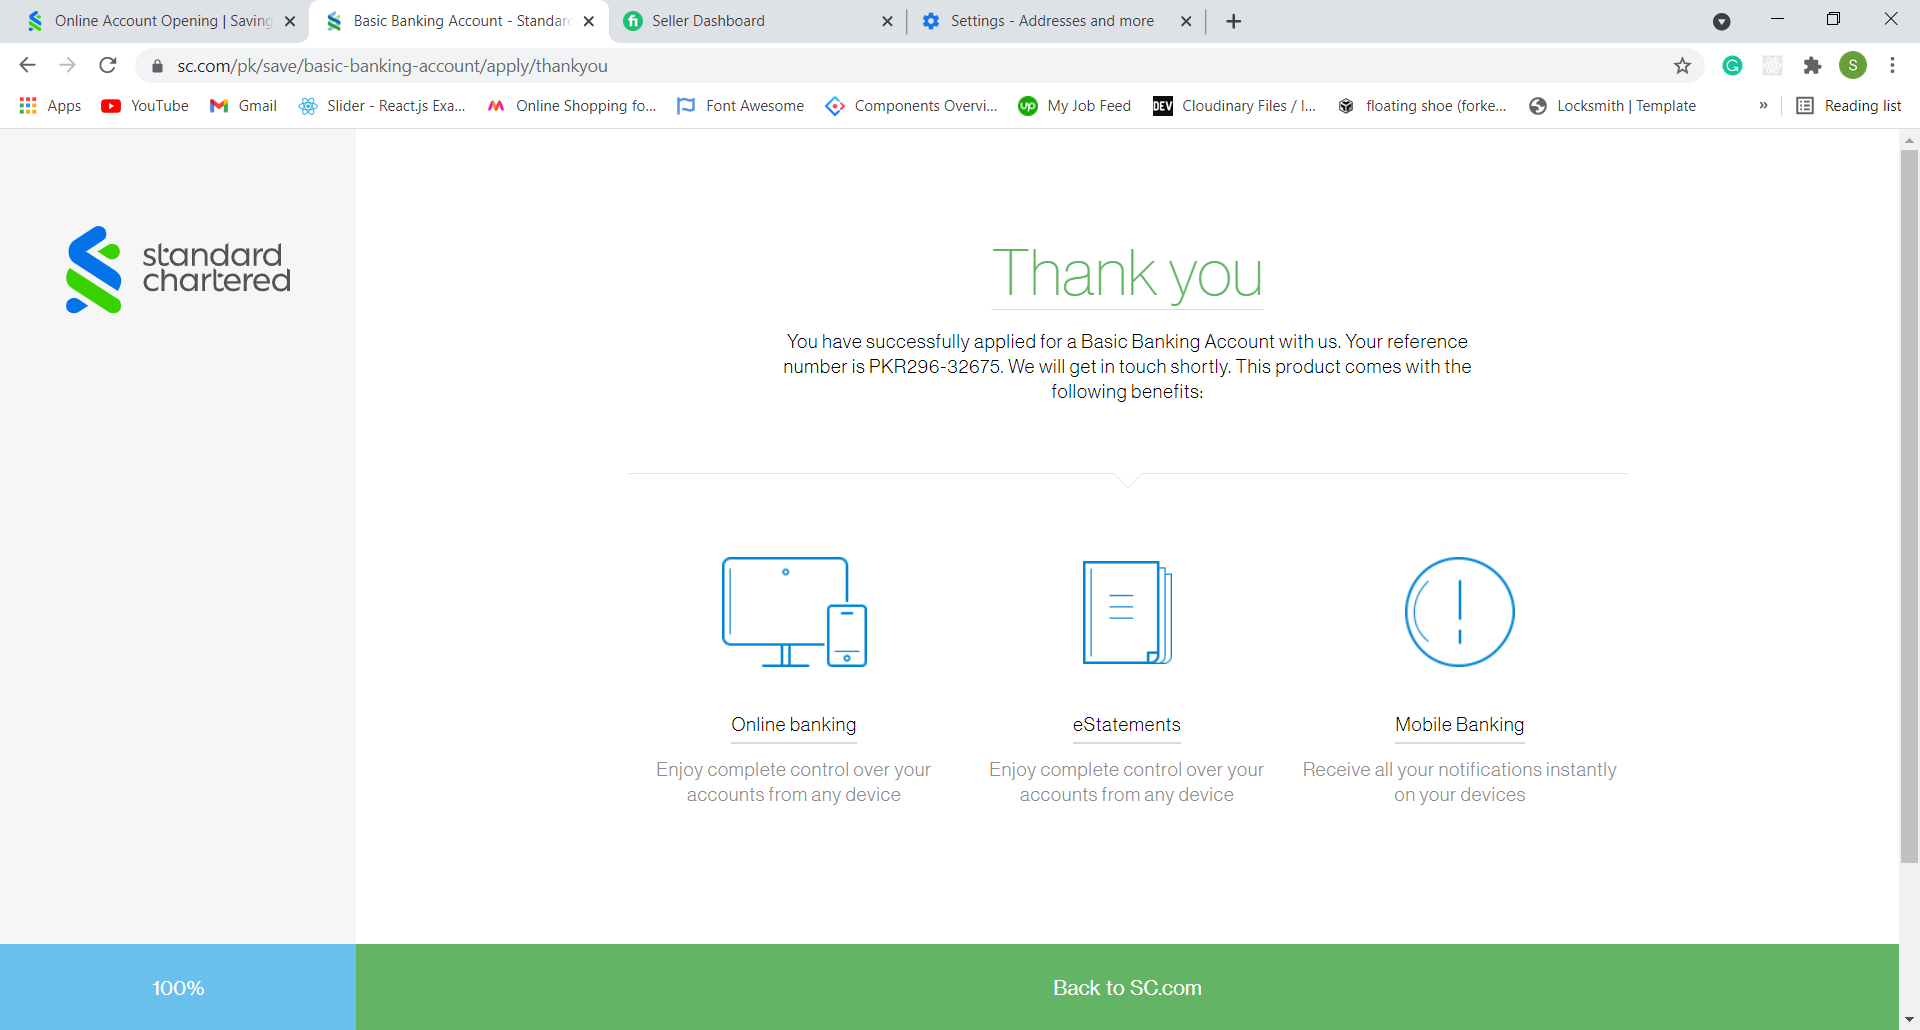 Online Account Opening | Saving
Basic Banking Account - Standard
Seller Dashboard
Settings - Addresses and more
sc.com/pk/save/basic-banking-account/apply/thankyou
S
Apps
YouTube
Gmail
Slider - React.js Exa...
Online Shopping fo...
Font Awesome
Components Overvi...
up
My Job Feed
DEV
Cloudinary Files / I...
floating shoe (forke...
Locksmith | Template
»
Reading list
standard
chartered
Thank you
You have successfully applied for a Basic Banking Account with us. Your reference
number is PKR296-32675. We will get in touch shortly. This product comes with the
following benefits:
Online banking
Enjoy complete control over your
accounts from any device
eStatements
Enjoy complete control over your
accounts from any device
Mobile Banking
Receive all your notifications instantly
on your devices
100%
Back to SC.com